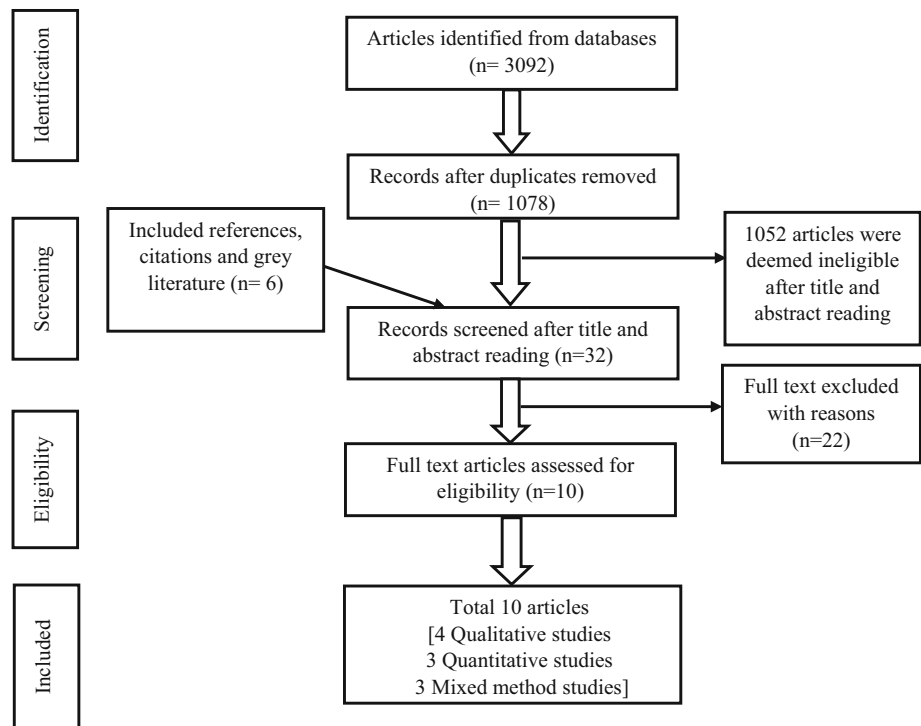 Identification
Articles identified from databases
(n= 3092)
Records after duplicates removed
(n= 1078)
Screening
Included references,
citations and grey
literature (n= 6)
1052 articles were
deemed ineligible
after title and
abstract reading
Records screened after title and
abstract reading (n=32)
Full text excluded
with reasons
(n=22)
Eligibility
Full text articles assessed for
eligibility (n=10)
Included
Total 10 articles
[4 Qualitative studies
3 Quantitative studies
3 Mixed method studies]